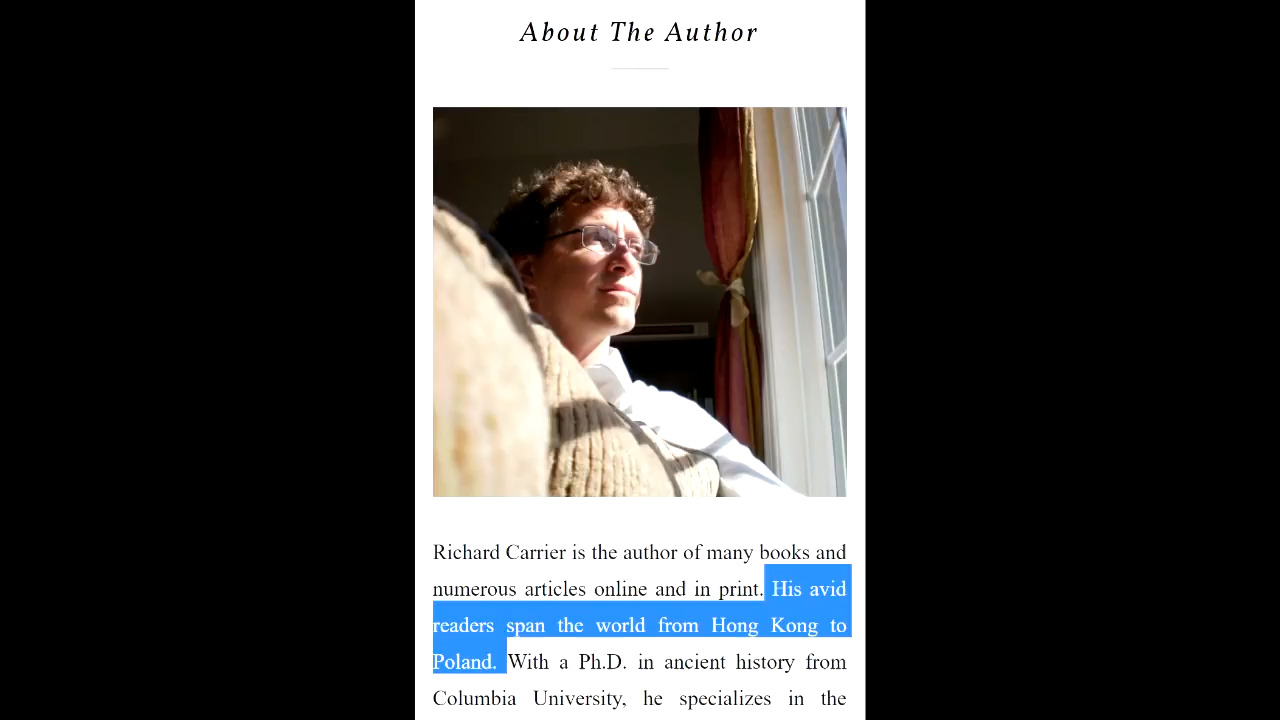 About The Author
Richard Carrier is the author of many books and
numerous articles online and in print. His avid
readers span the world from Hong Kong to
Poland. With a Ph.D. in ancient history from
Columbia University, he specializes in the